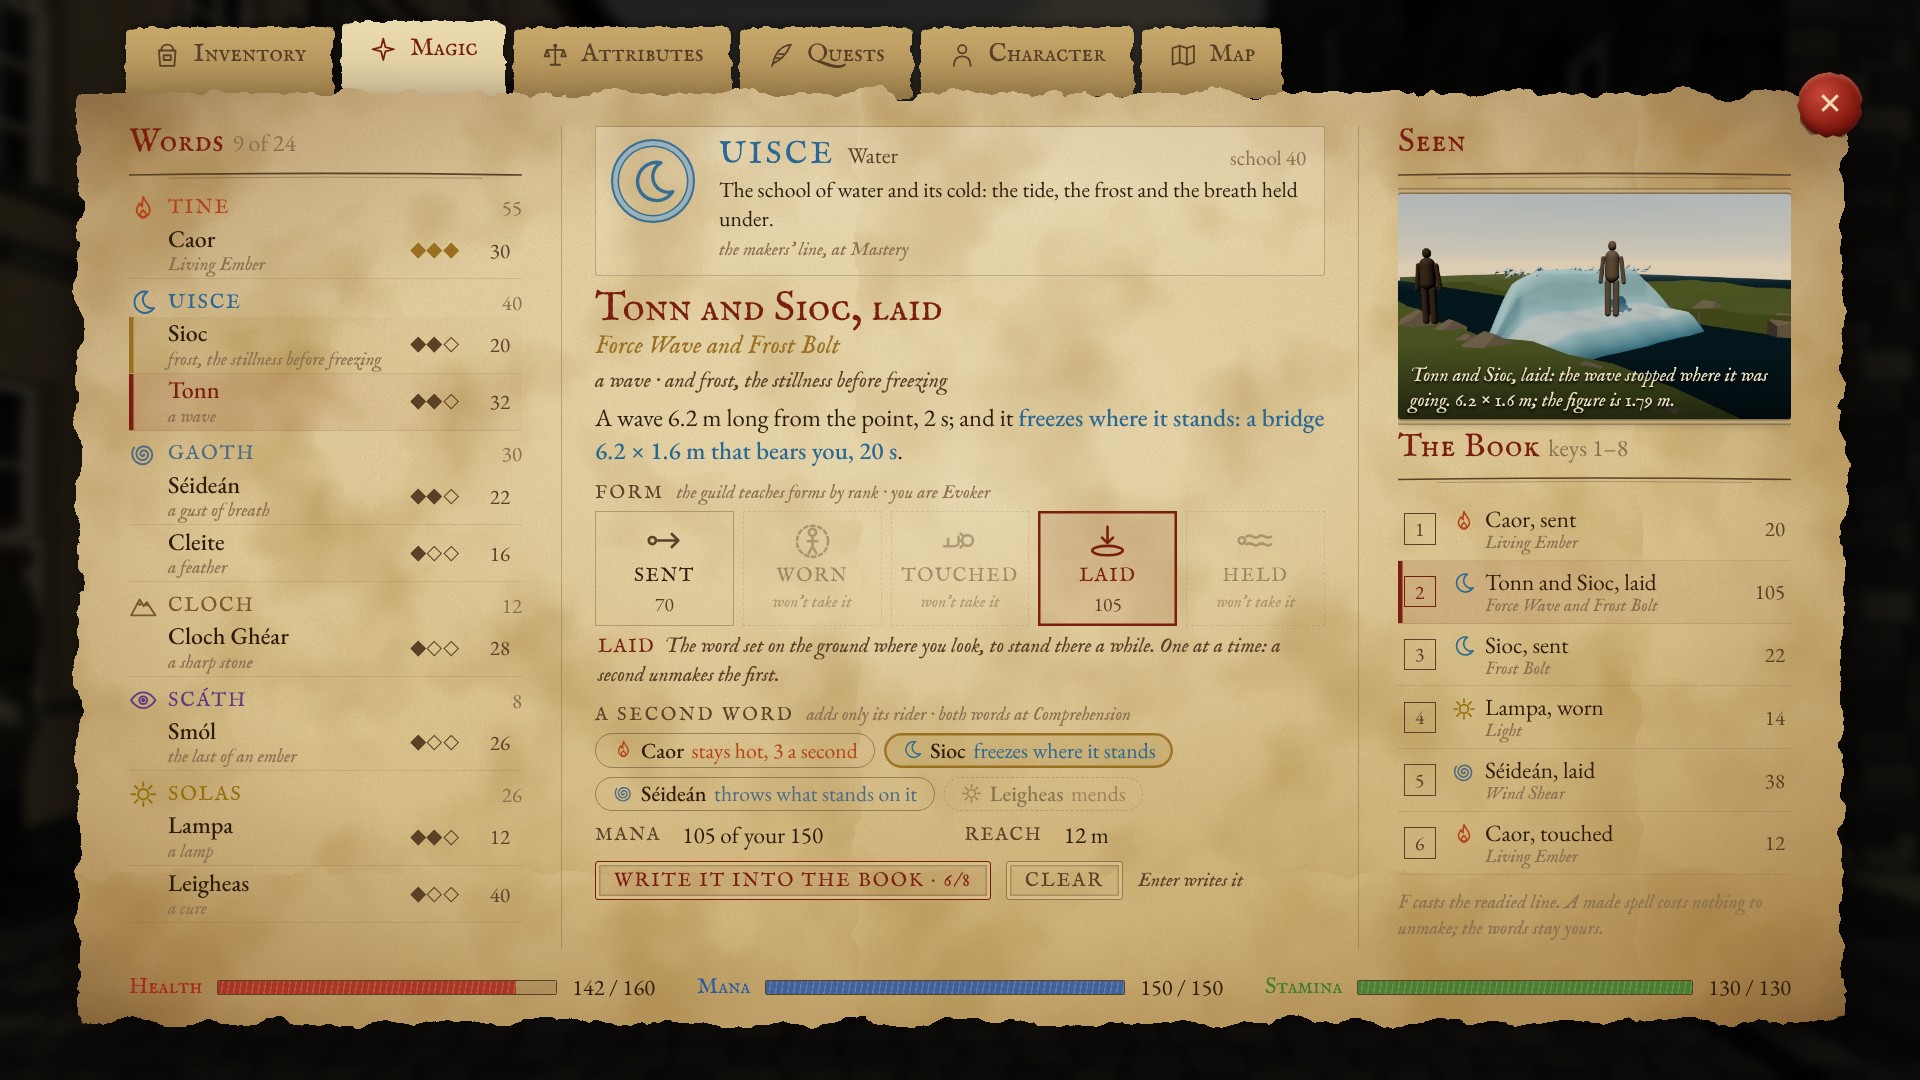 Inventory
Magic
Attributes
Quests
Character
Map
Words 9 of 24
TINE 55
Caor 30
Living Ember
UISCE 40
Sioc 20
frost, the stillness before freezing
Tonn 32
a wave
GAOTH 30
Séideán 22
a gust of breath
Cleite 16
a feather
CLOCH 12
Cloch Ghéar 28
a sharp stone
SCÁTH 8
Smól 26
the last of an ember
SOLAS 26
Lampa 12
a lamp
Leigheas 40
a cure
UISCE Water school 40
The school of water and its cold: the tide, the frost and the breath held
under.
the makers' line, at Mastery
Tonn and Sioc, laid
Force Wave and Frost Bolt
a wave · and frost, the stillness before freezing
A wave 6.2 m long from the point, 2 s; and it freezes where it stands: a bridge
6.2 × 1.6 m that bears you, 20 s.
FORM the guild teaches forms by rank · you are Evoker
SENT
70
WORN
won't take it
TOUCHED
won't take it
LAID
105
HELD
won't take it
LAID The word set on the ground where you look, to stand there a while. One at a time: a
second unmakes the first.
A SECOND WORD adds only its rider · both words at Comprehension
Caor stays hot, 3 a second
Sioc freezes where it stands
Séideán throws what stands on it
Leigheas mends
MANA 105 of your 150 REACH 12 m
WRITE IT INTO THE BOOK · 6/8
CLEAR
Enter writes it
Seen
Tonn and Sioc, laid: the wave stopped where it was
going. 6.2 × 1.6 m; the figure is 1.79 m.
The Book keys 1–8
1 Caor, sent 20
Living Ember
2 Tonn and Sioc, laid 105
Force Wave and Frost Bolt
3 Sioc, sent 22
Frost Bolt
4 Lampa, worn 14
Light
5 Séideán, laid 38
Wind Shear
6 Caor, touched 12
Living Ember
F casts the readied line. A made spell costs nothing to
unmake; the words stay yours.
Health 142 / 160
Mana 150 / 150
Stamina 130 / 130